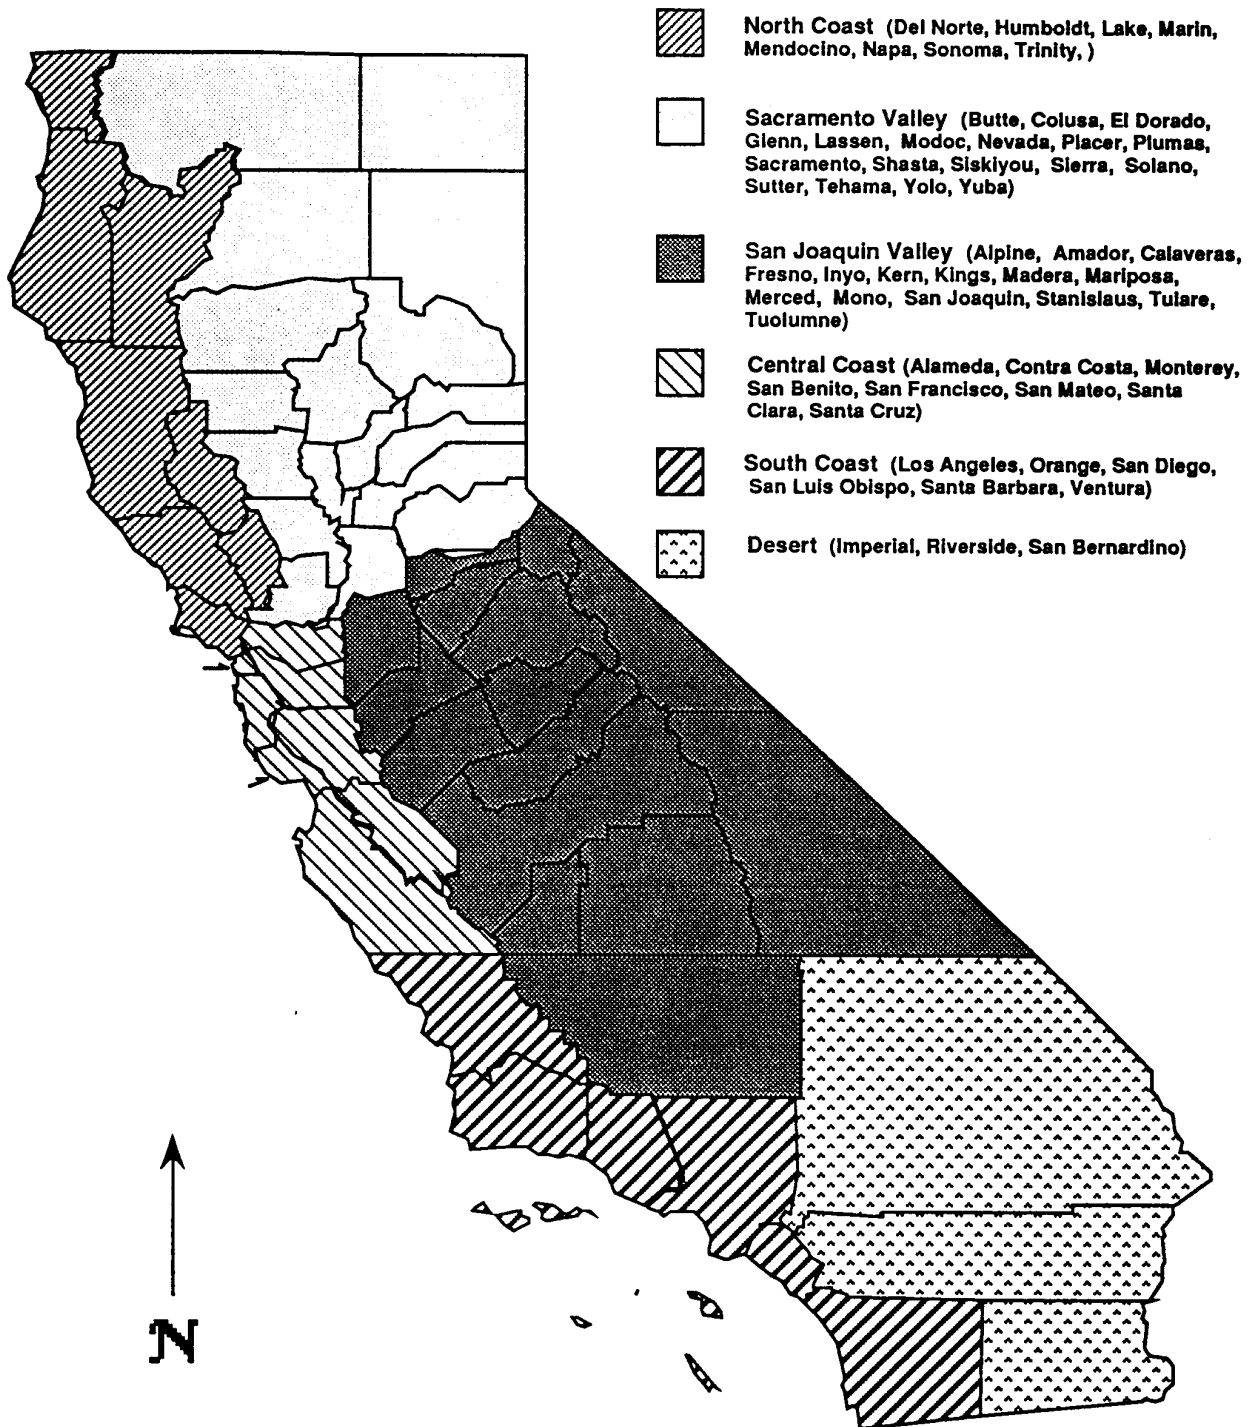 North Coast (Del Norte, Humboldt, Lake, Marin,
Mendocino, Napa, Sonoma, Trinity, )
Sacramento Valley (Butte, Colusa, El Dorado,
Glenn, Lassen, Modoc, Nevada, Placer, Plumas,
Sacramento, Shasta, Siskiyou, Sierra, Solano,
Sutter, Tehama, Yolo, Yuba)
San Joaquin Valley (Alpine, Amador, Calaveras,
Fresno, Inyo, Kern, Kings, Madera, Mariposa,
Merced, Mono, San Joaquin, Stanislaus, Tulare,
Tuolumne)
Central Coast (Alameda, Contra Costa, Monterey,
San Benito, San Francisco, San Mateo, Santa
Clara, Santa Cruz)
South Coast (Los Angeles, Orange, San Diego,
San Luis Obispo, Santa Barbara, Ventura)
Desert (Imperial, Riverside, San Bernardino)
N